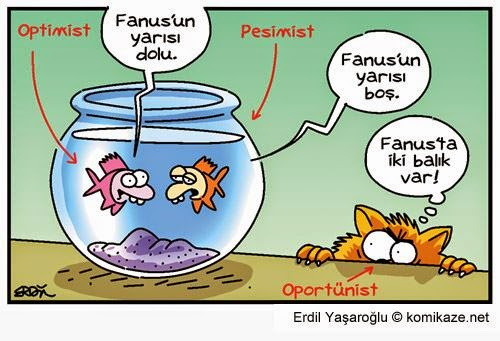 Optimist
Fanus'un
yarısı
dolu.
Pesimist
Fanus'un
yarısı
boş.
Fanus'ta
iki balık
var!
Oportünist
ERDİL
Erdil Yaşaroğlu © komikaze.net